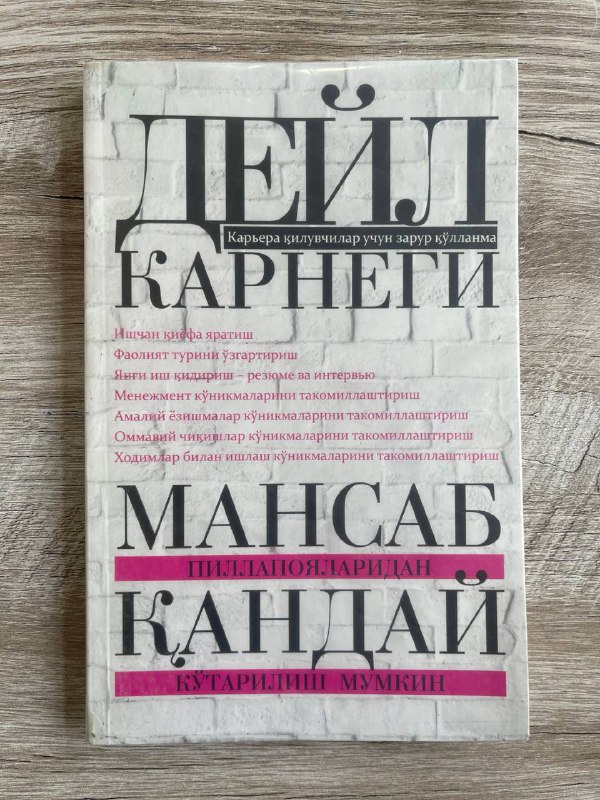 ДЕЙЛ
Карьера қилувчилар учун зарур қўлланма
КАРНЕГИ
Ишчан қиёфа яратиш
Фаолият турини ўзгартириш
Янги иш қидириш – резюме ва интервью
Менежмент кўникмаларини такомиллаштириш
Амалий ёзишмалар кўникмаларини такомиллаштириш
Оммавий чиқишлар кўникмаларини такомиллаштириш
Ходимлар билан ишлаш кўникмаларини такомиллаштириш
МАНСАБ
ПИЛЛАПОЯЛАРИДАН
ҚАНДАЙ
КЎТАРИЛИШ МУМКИН